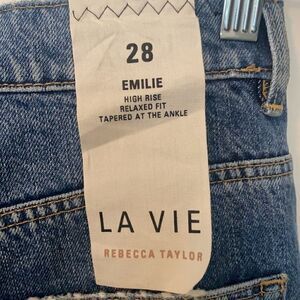 28
EMILIE
HIGH RISE
RELAXED FIT
TAPERED AT THE ANKLE
LA VIE
REBECCA TAYLOR